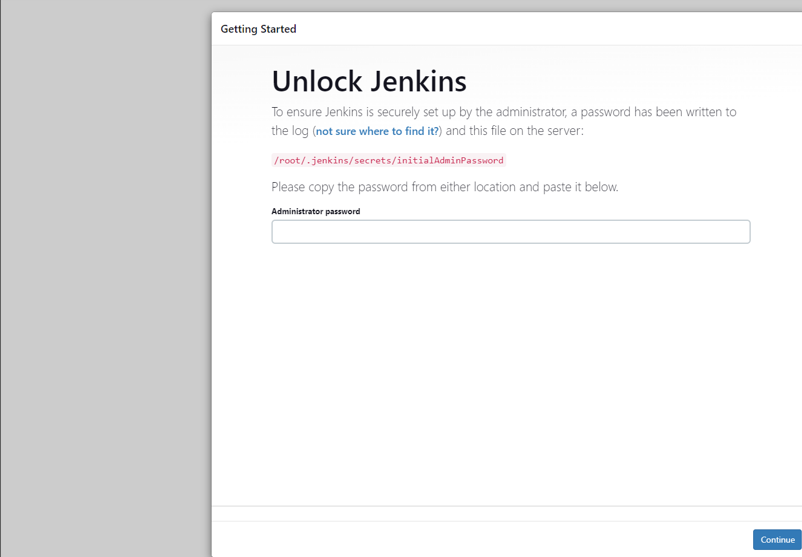 Getting Started
Unlock Jenkins
To ensure Jenkins is securely set up by the administrator, a password has been written to
the log (not sure where to find it?) and this file on the server:
/root/.jenkins/secrets/initialAdminPassword
Please copy the password from either location and paste it below.
Administrator password
Continue